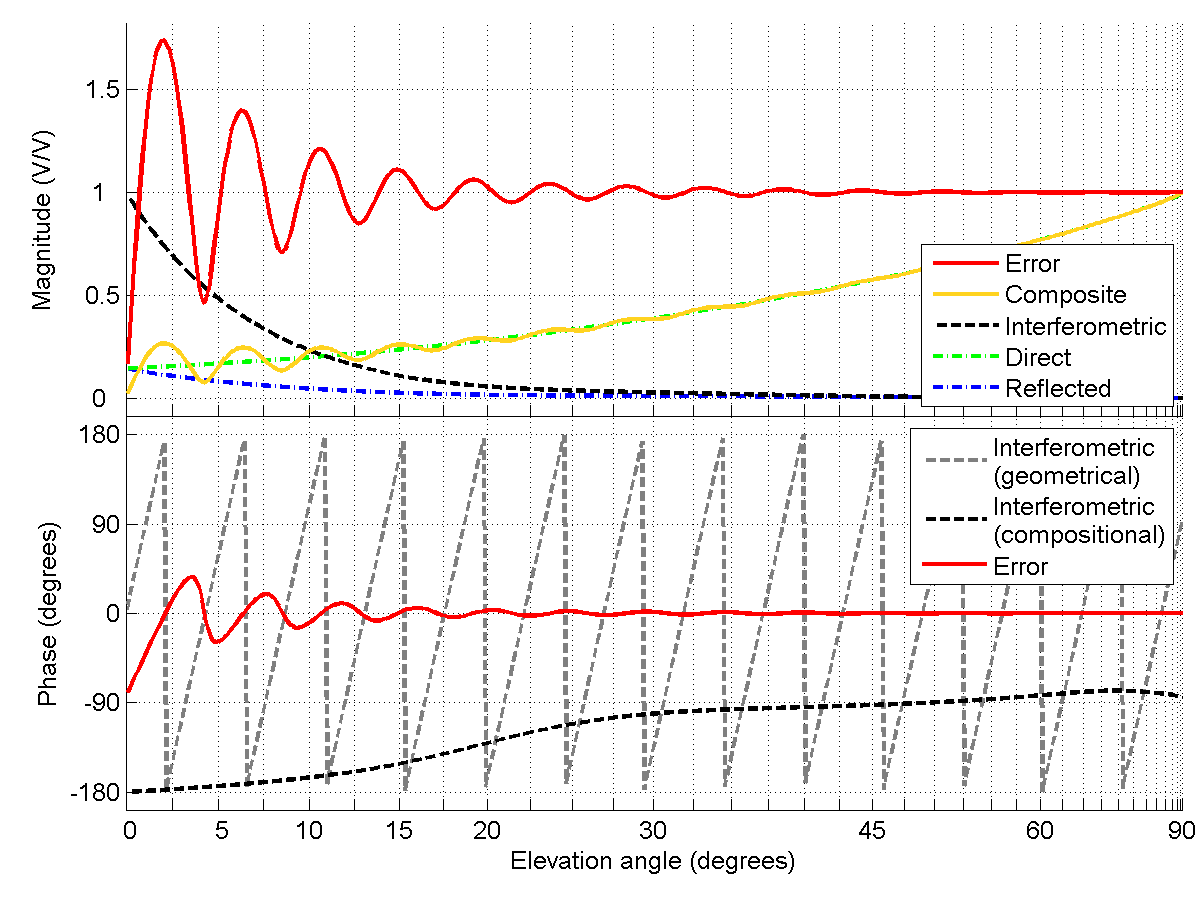 1.5
1
0.5
0
Magnitude (V/V)
Error
Composite
Interferometric
Direct
Reflected
180
90
0
-90
-180
Phase (degrees)
Interferometric
(geometrical)
Interferometric
(compositional)
Error
0 5 10 15 20 30 45 60 90
Elevation angle (degrees)